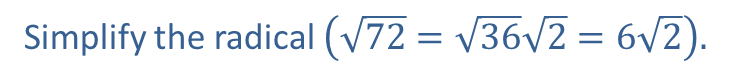 Simplify the radical (√72 = √36√2 = 6√2).